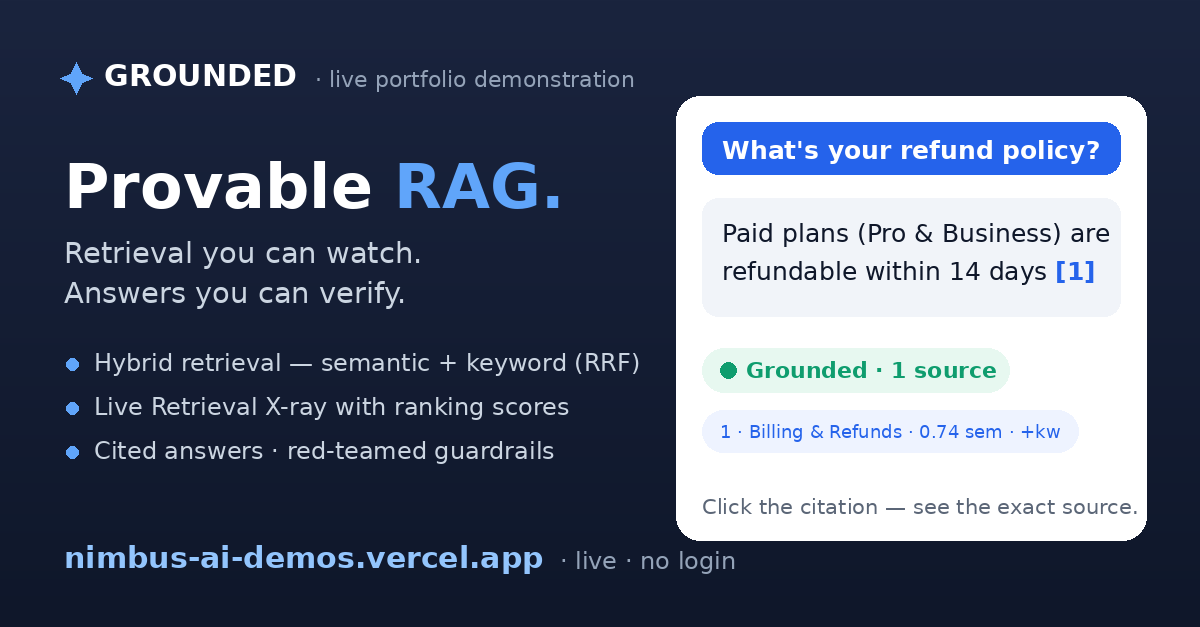 GROUNDED · live portfolio demonstration
Provable RAG.
Retrieval you can watch.
Answers you can verify.
Hybrid retrieval — semantic + keyword (RRF)
Live Retrieval X-ray with ranking scores
Cited answers · red-teamed guardrails
nimbus-ai-demos.vercel.app · live · no login
What's your refund policy?
Paid plans (Pro & Business) are
refundable within 14 days [1]
Grounded · 1 source
1 · Billing & Refunds · 0.74 sem · +kw
Click the citation — see the exact source.